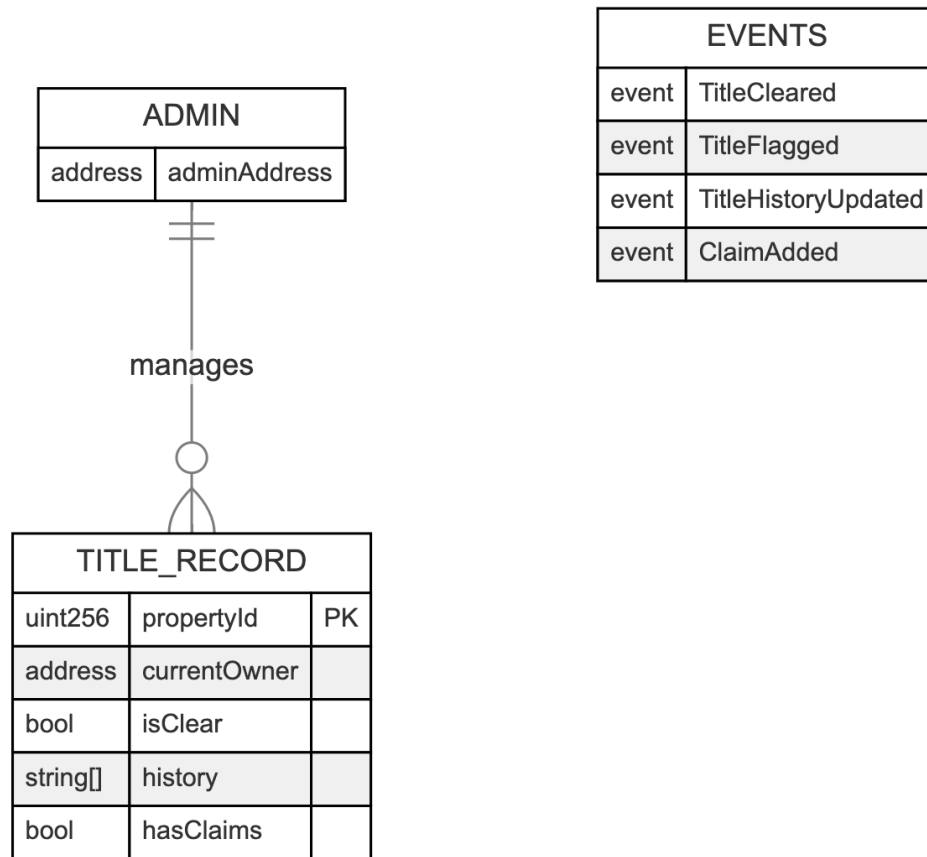 ADMIN
address adminAddress
manages
TITLE_RECORD
uint256 propertyId PK
address currentOwner
bool isClear
string[] history
bool hasClaims
EVENTS
event TitleCleared
event TitleFlagged
event TitleHistoryUpdated
event ClaimAdded